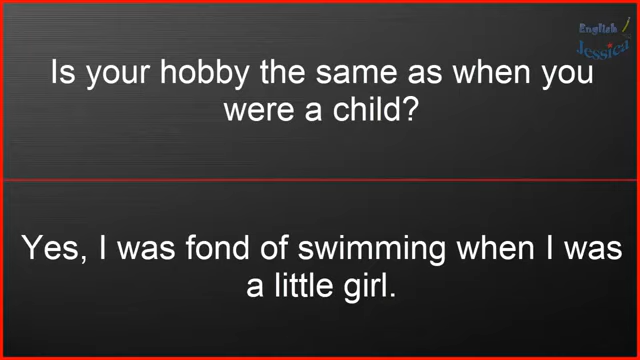 English
Jessica
Is your hobby the same as when you
were a child?
Yes, I was fond of swimming when I was
a little girl.